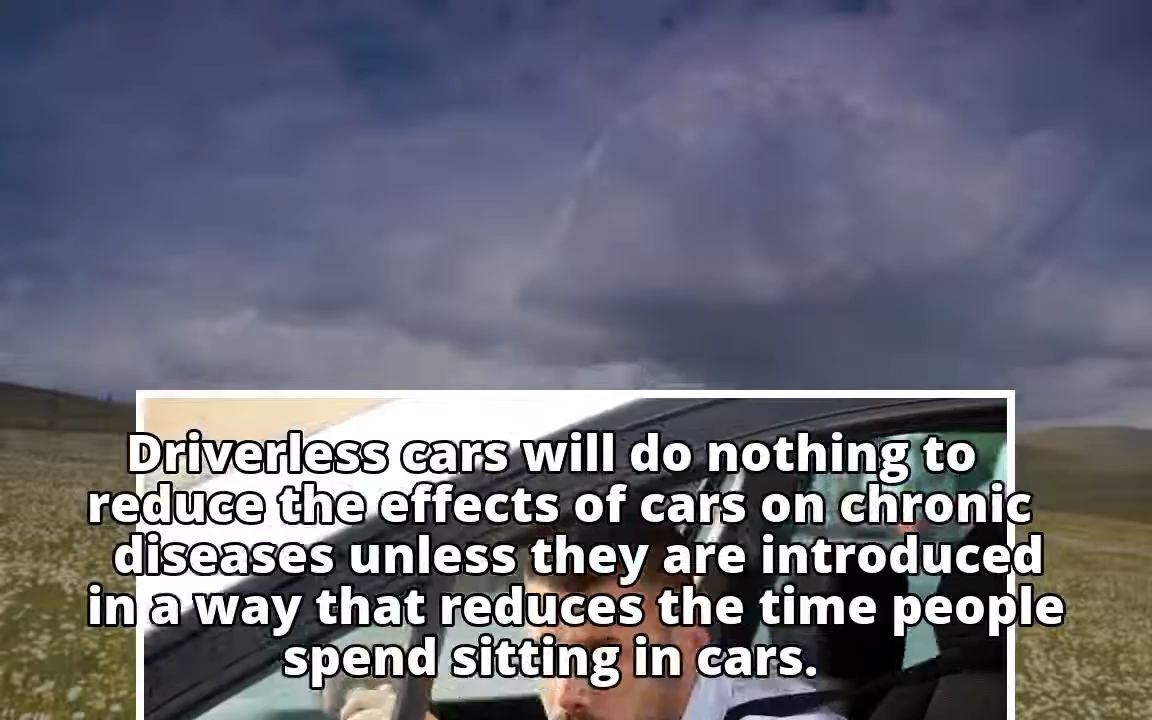 Driverless cars will do nothing to
reduce the effects of cars on chronic
diseases unless they are introduced
in a way that reduces the time people
spend sitting in cars.